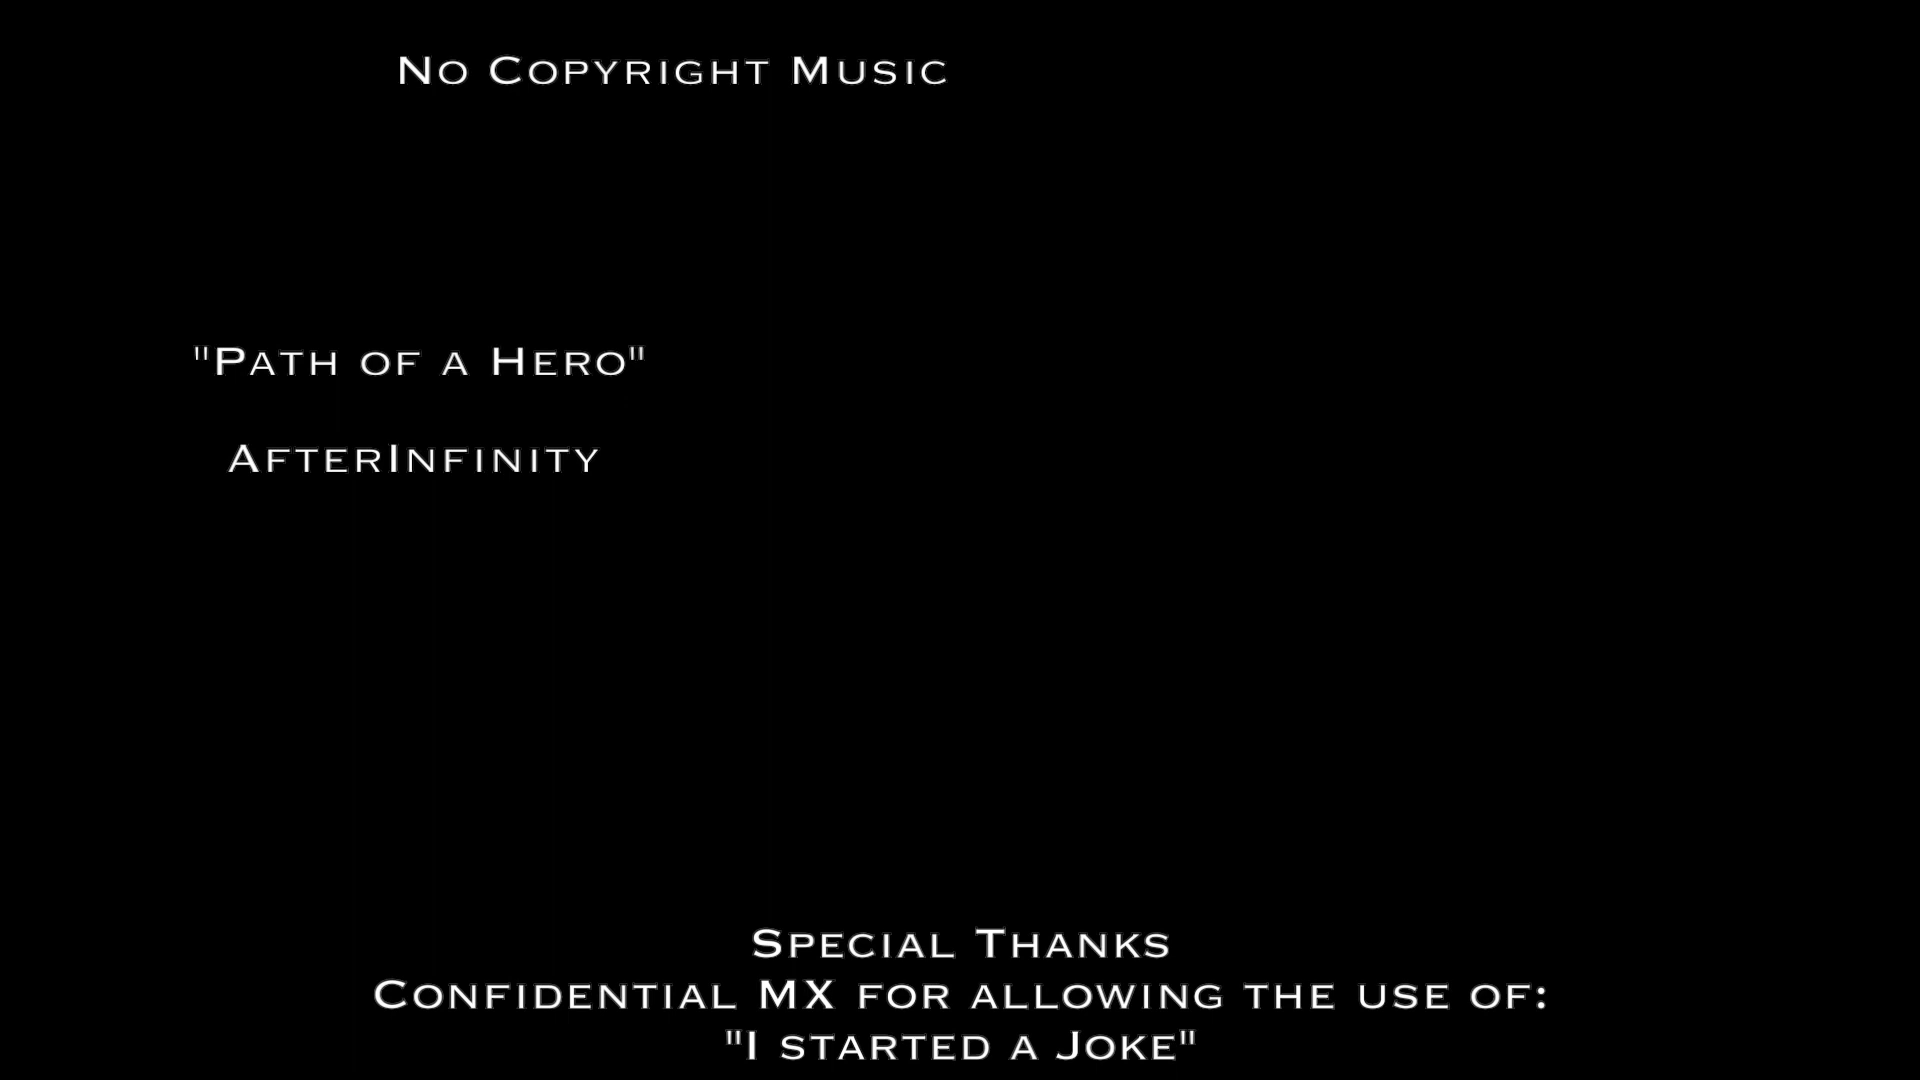 No Copyright Music
"Path of a Hero"
AfterInfinity
Special Thanks
Confidential MX for allowing the use of:
"I started a Joke"